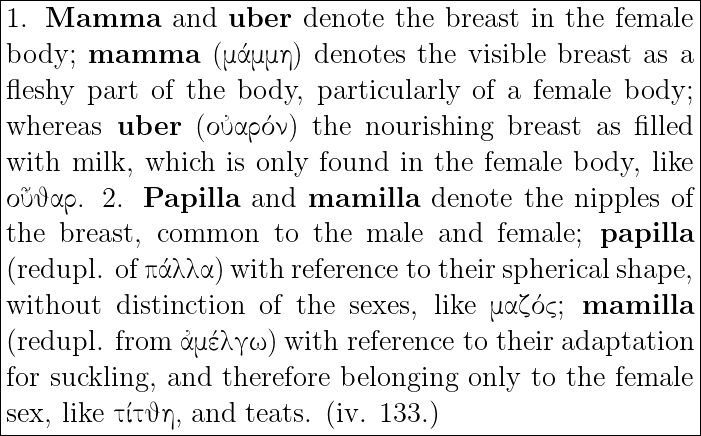 1. Mamma and uber denote the breast in the female
body; mamma (μάμμη) denotes the visible breast as a
fleshy part of the body, particularly of a female body;
whereas uber (οὐαρόν) the nourishing breast as filled
with milk, which is only found in the female body, like
οὖϑαρ. 2. Papilla and mamilla denote the nipples of
the breast, common to the male and female; papilla
(redupl. of πάλλα) with reference to their spherical shape,
without distinction of the sexes, like μαζός; mamilla
(redupl. from ἀμέλγω) with reference to their adaptation
for suckling, and therefore belonging only to the female
sex, like τίτϑη, and teats. (iv. 133.)